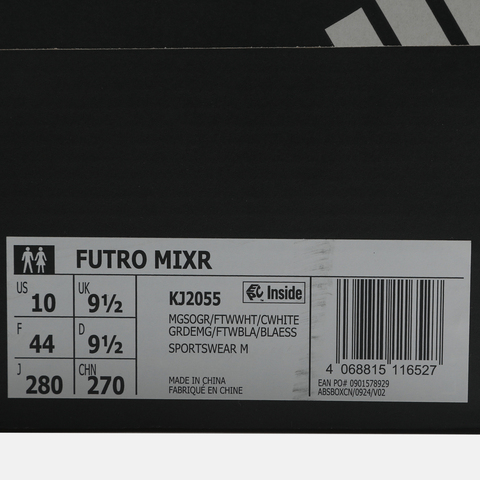 FUTRO MIXR
US 10 UK 9½
F 44 D 9½
J 280 CHN 270
KJ2055 Inside
MGSOGR/FTWWHT/CWHITE
GRDEMG/FTWBLA/BLAESS
SPORTSWEAR M
MADE IN CHINA
FABRIQUÉ EN CHINE
4 068815 116527
EAN PO# 0901578929
ABSBOXCN/0924/V02